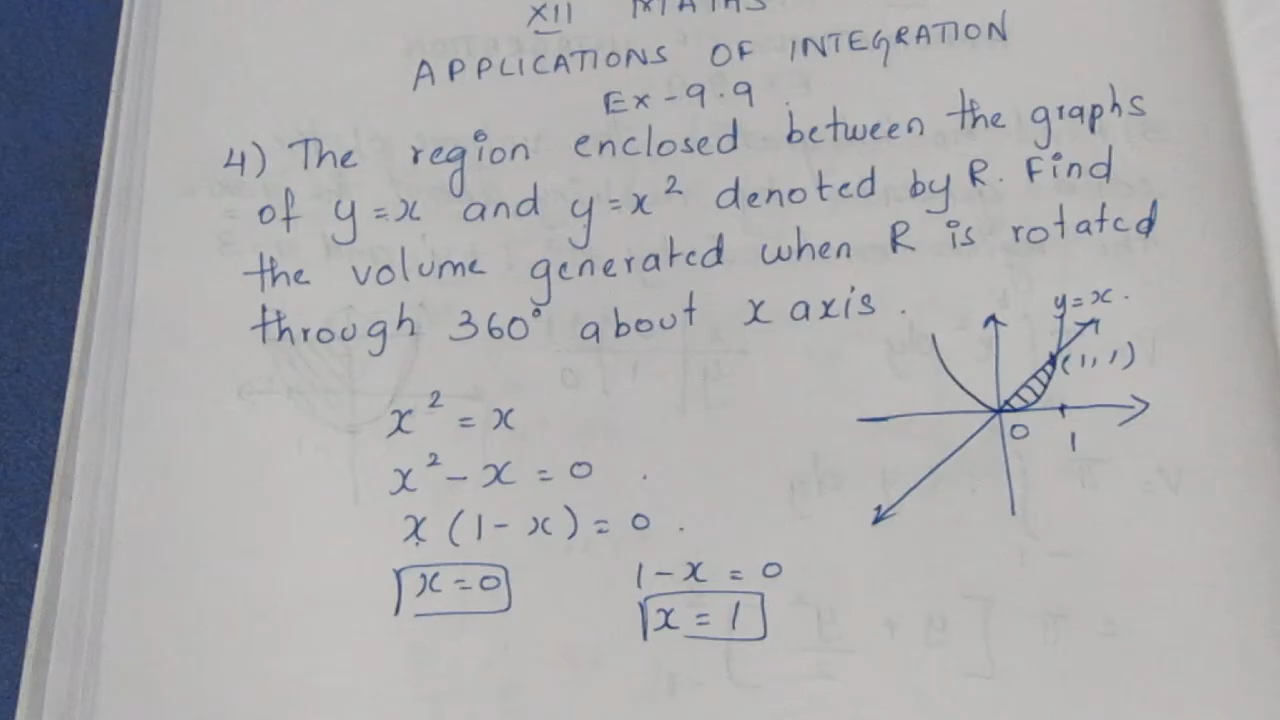 XII MATHS
APPLICATIONS OF INTEGRATION
Ex-9.9
4) The region enclosed between the graphs
of y=x and y=x² denoted by R. Find
the volume generated when R is rotated
through 360° about x axis.
y=x.
(1,1)
0
1
x² = x
x² - x = 0
x(1-x) = 0.
x=0
1-x = 0
x = 1